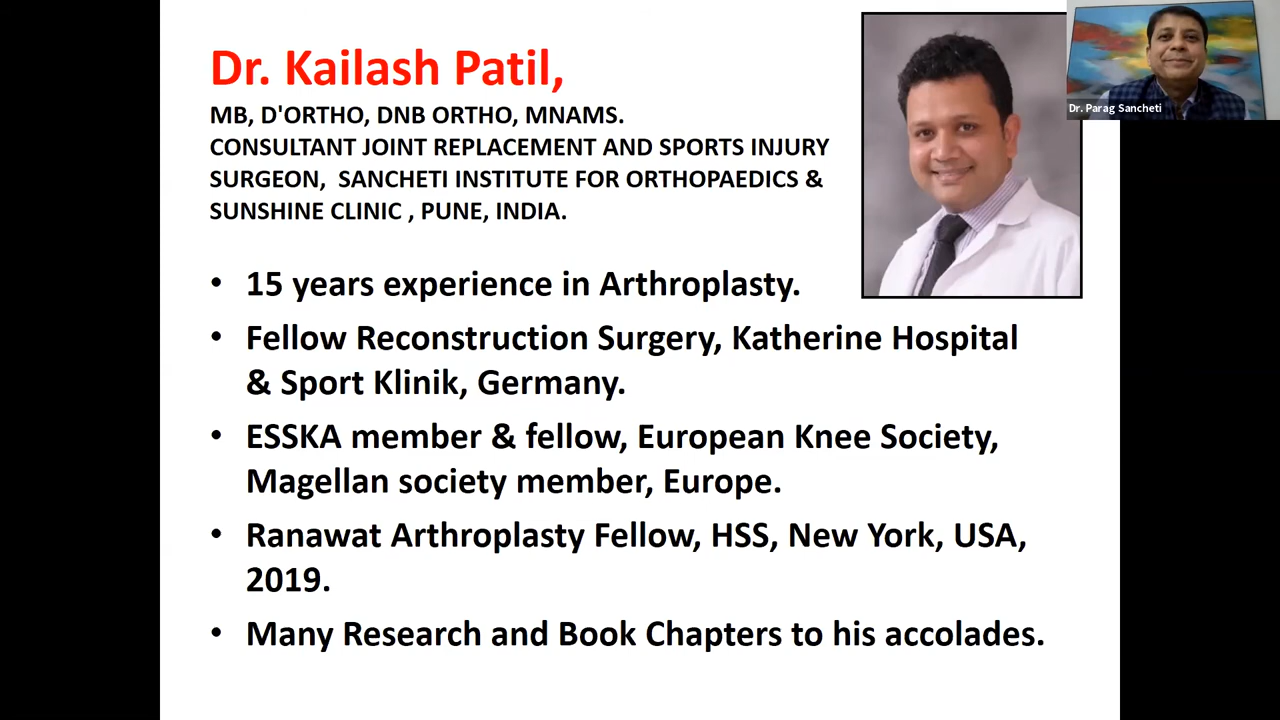 Dr. Kailash Patil,
MB, D'ORTHO, DNB ORTHO, MNAMS.
CONSULTANT JOINT REPLACEMENT AND SPORTS INJURY
SURGEON, SANCHETI INSTITUTE FOR ORTHOPAEDICS &
SUNSHINE CLINIC , PUNE, INDIA.
• 15 years experience in Arthroplasty.
• Fellow Reconstruction Surgery, Katherine Hospital
& Sport Klinik, Germany.
• ESSKA member & fellow, European Knee Society,
Magellan society member, Europe.
• Ranawat Arthroplasty Fellow, HSS, New York, USA,
2019.
• Many Research and Book Chapters to his accolades.
Dr. Parag Sancheti